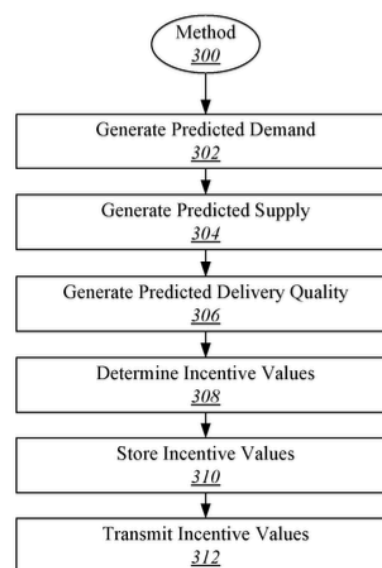 Method
300
Generate Predicted Demand
302
Generate Predicted Supply
304
Generate Predicted Delivery Quality
306
Determine Incentive Values
308
Store Incentive Values
310
Transmit Incentive Values
312